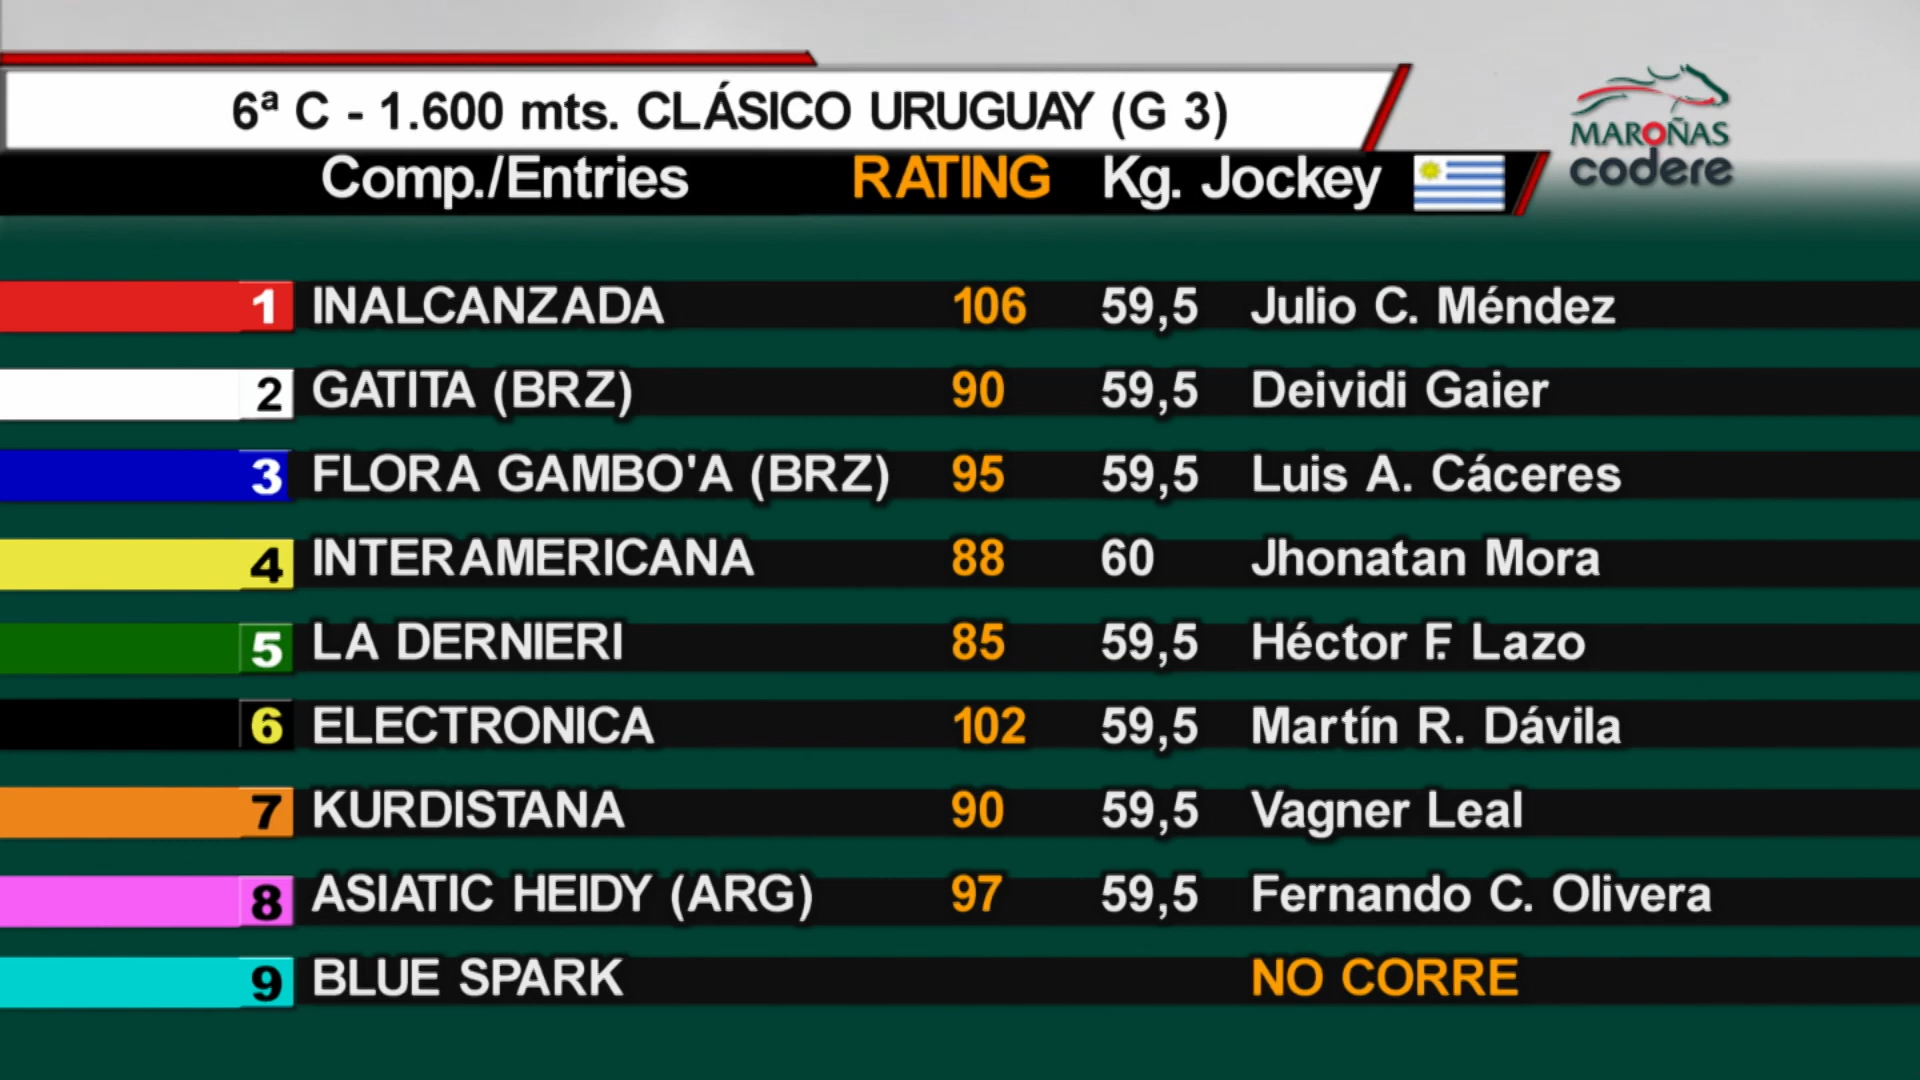 6ª C - 1.600 mts. CLÁSICO URUGUAY (G 3)
MAROÑAS
codere
Comp./Entries RATING Kg. Jockey
1 INALCANZADA 106 59,5 Julio C. Méndez
2 GATITA (BRZ) 90 59,5 Deividi Gaier
3 FLORA GAMBO'A (BRZ) 95 59,5 Luis A. Cáceres
4 INTERAMERICANA 88 60 Jhonatan Mora
5 LA DERNIERI 85 59,5 Héctor F. Lazo
6 ELECTRONICA 102 59,5 Martín R. Dávila
7 KURDISTANA 90 59,5 Vagner Leal
8 ASIATIC HEIDY (ARG) 97 59,5 Fernando C. Olivera
9 BLUE SPARK NO CORRE